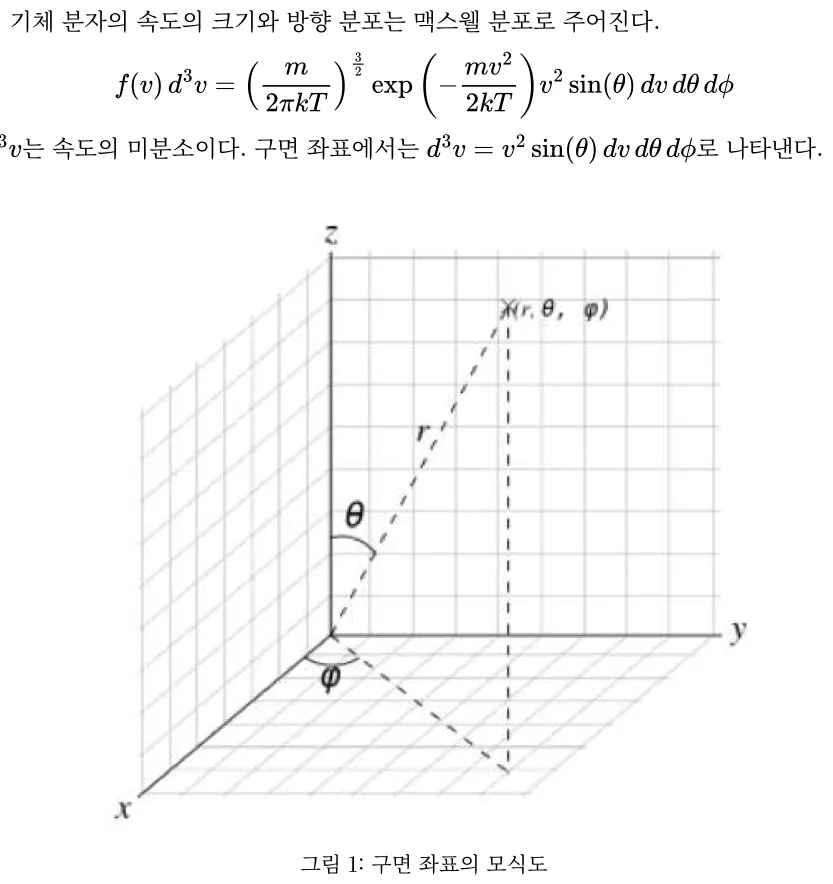 . 기체 분자의 속도의 크기와 방향 분포는 맥스웰 분포로 주어진다.
f(v) d³v = (m / 2πkT)^{3/2} exp(−mv² / 2kT) v² sin(θ) dv dθ dϕ
³v는 속도의 미분소이다. 구면 좌표에서는 d³v = v² sin(θ) dv dθ dϕ로 나타낸다.
z
(r, θ, φ)
r
θ
y
φ
x
그림 1: 구면 좌표의 모식도